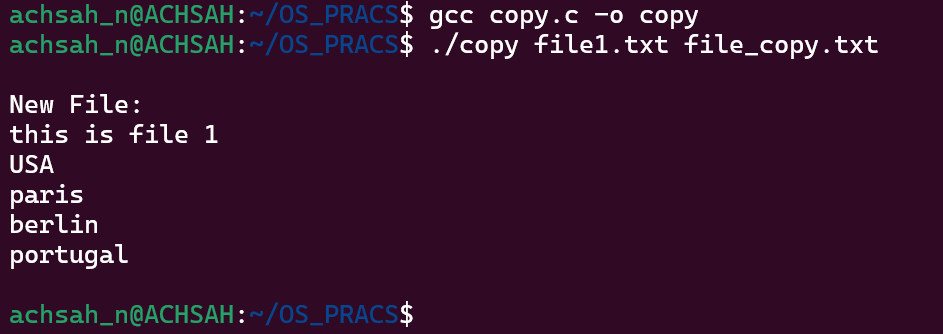 achsah_n@ACHSAH:~/OS_PRACS$ gcc copy.c -o copy
achsah_n@ACHSAH:~/OS_PRACS$ ./copy file1.txt file_copy.txt
New File:
this is file 1
USA
paris
berlin
portugal
achsah_n@ACHSAH:~/OS_PRACS$